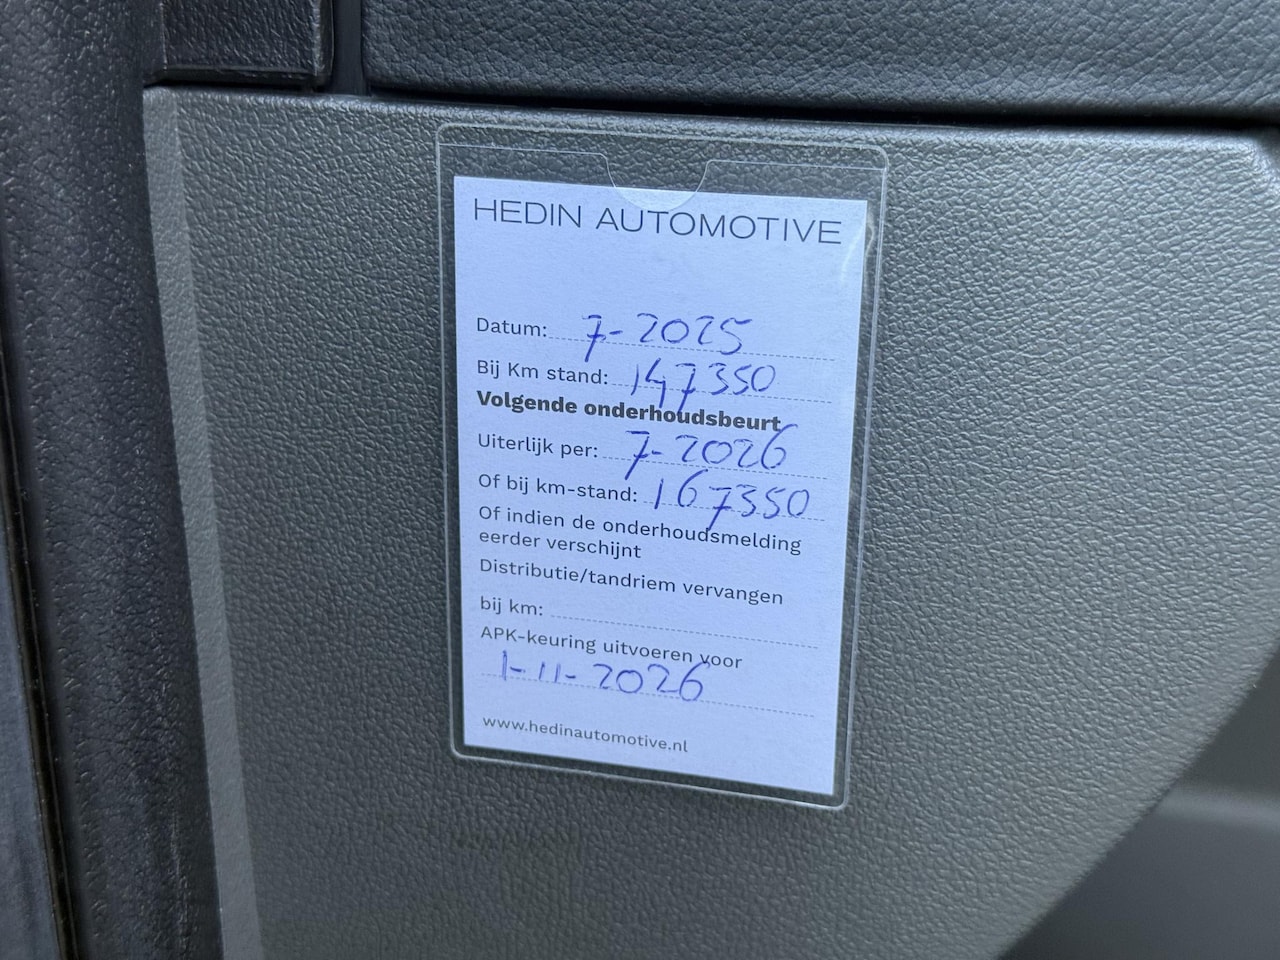 HEDIN AUTOMOTIVE
Datum: 7-2025
Bij Km stand: 147350
Volgende onderhoudsbeurt
Uiterlijk per: 7-2026
Of bij km-stand: 167350
Of indien de onderhoudsmelding
eerder verschijnt
Distributie/tandriem vervangen
bij km:
APK-keuring uitvoeren voor
1-11-2026
www.hedinautomotive.nl